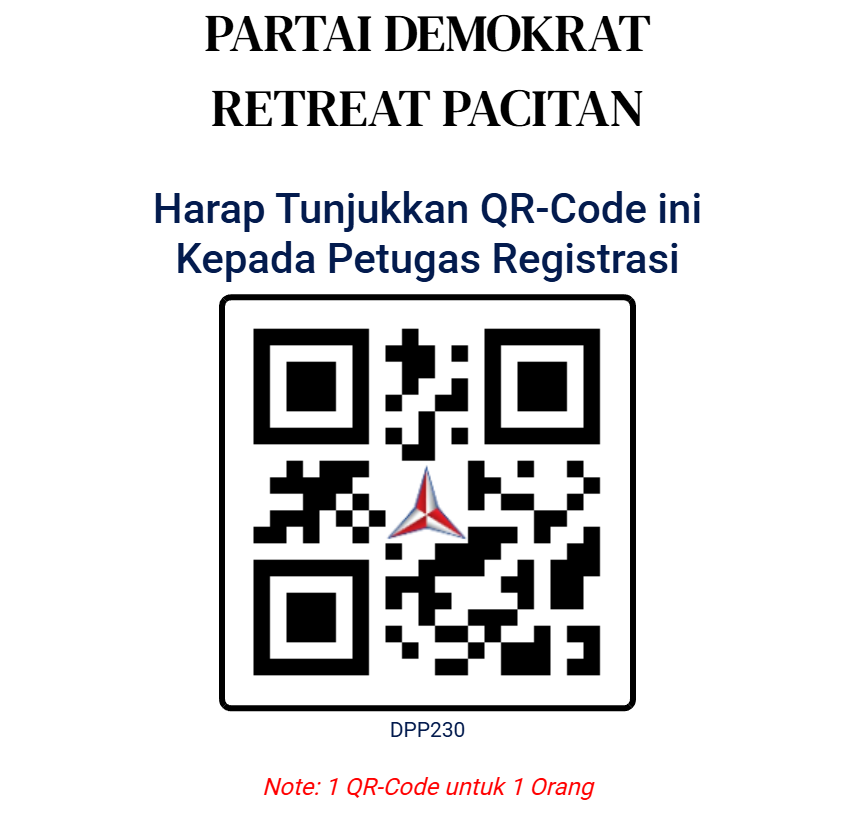 PARTAI DEMOKRAT
RETREAT PACITAN
Harap Tunjukkan QR-Code ini
Kepada Petugas Registrasi
DPP230
Note: 1 QR-Code untuk 1 Orang